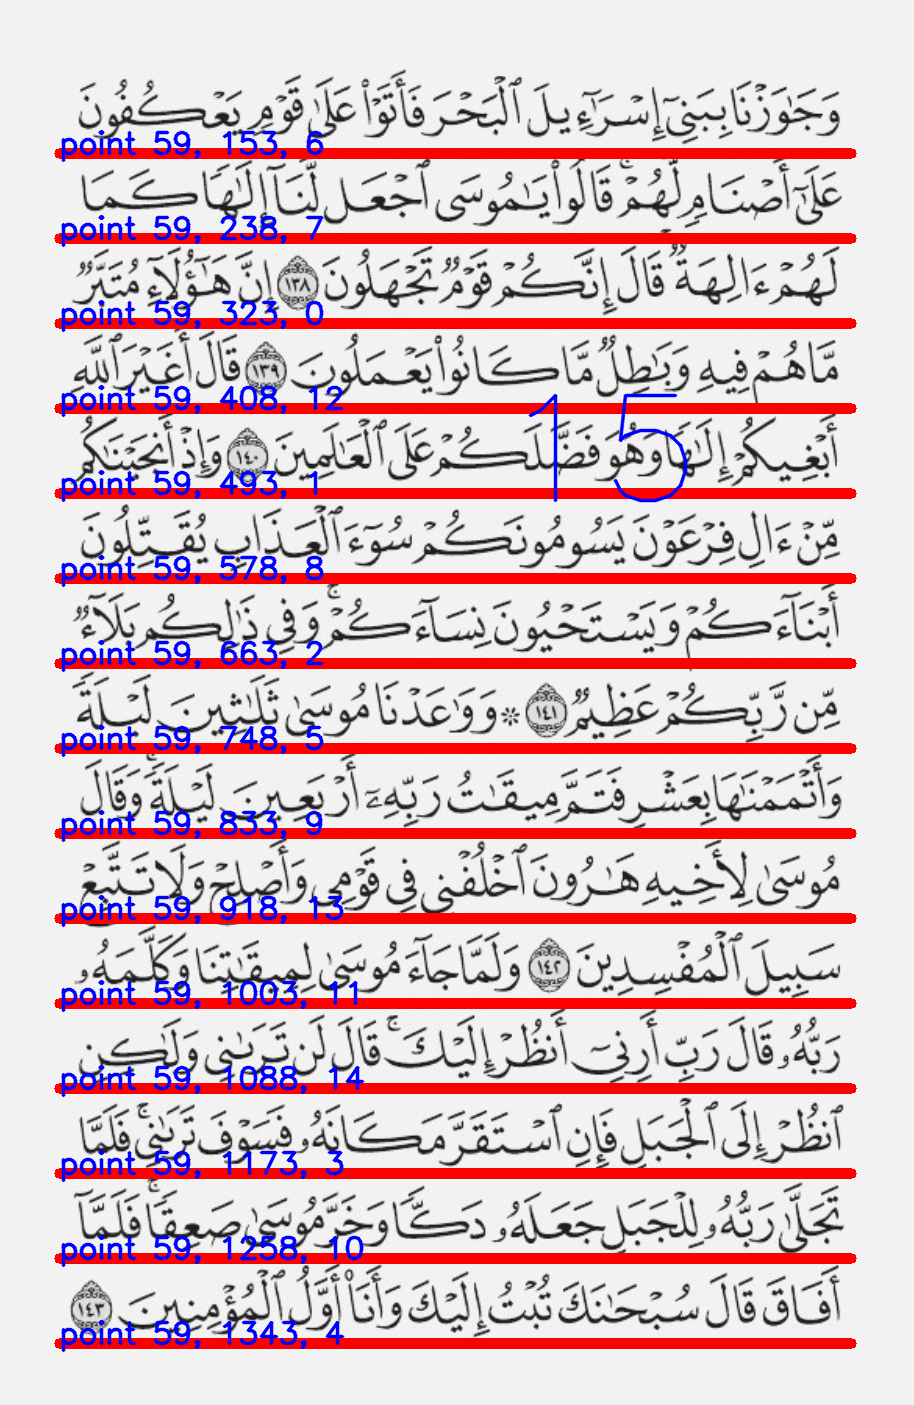 وَجَٰوَزْنَا بِبَنِىٓ إِسْرَٰٓءِيلَ ٱلْبَحْرَ فَأَتَوْا۟ عَلَىٰ قَوْمٍ يَعْكُفُونَ
point 59, 153, 6
عَلَىٰٓ أَصْنَامٍ لَّهُمْ ۚ قَالُوا۟ يَٰمُوسَى ٱجْعَل لَّنَآ إِلَٰهًا كَمَا
point 59, 238, 7
لَهُمْ ءَالِهَةٌ ۚ قَالَ إِنَّكُمْ قَوْمٌ تَجْهَلُونَ ١٣٨ إِنَّ هَٰٓؤُلَآءِ مُتَبَّرٌ
point 59, 323, 0
مَّا هُمْ فِيهِ وَبَٰطِلٌ مَّا كَانُوا۟ يَعْمَلُونَ ١٣٩ قَالَ أَغَيْرَ ٱللَّهِ
point 59, 408, 12
أَبْغِيكُمْ إِلَٰهًا وَهُوَ فَضَّلَكُمْ عَلَى ٱلْعَٰلَمِينَ ١٤٠ وَإِذْ أَنجَيْنَٰكُم
15
point 59, 493, 1
مِّنْ ءَالِ فِرْعَوْنَ يَسُومُونَكُمْ سُوٓءَ ٱلْعَذَابِ يُقَتِّلُونَ
point 59, 578, 8
أَبْنَآءَكُمْ وَيَسْتَحْيُونَ نِسَآءَكُمْ ۚ وَفِى ذَٰلِكُم بَلَآءٌ
point 59, 663, 2
مِّن رَّبِّكُمْ عَظِيمٌ ١٤١ * وَوَٰعَدْنَا مُوسَىٰ ثَلَٰثِينَ لَيْلَةً
point 59, 748, 5
وَأَتْمَمْنَٰهَا بِعَشْرٍ فَتَمَّ مِيقَٰتُ رَبِّهِۦٓ أَرْبَعِينَ لَيْلَةً ۚ وَقَالَ
point 59, 833, 9
مُوسَىٰ لِأَخِيهِ هَٰرُونَ ٱخْلُفْنِى فِى قَوْمِى وَأَصْلِحْ وَلَا تَتَّبِعْ
point 59, 918, 13
سَبِيلَ ٱلْمُفْسِدِينَ ١٤٢ وَلَمَّا جَآءَ مُوسَىٰ لِمِيقَٰتِنَا وَكَلَّمَهُۥ
point 59, 1003, 11
رَبُّهُۥ قَالَ رَبِّ أَرِنِىٓ أَنظُرْ إِلَيْكَ ۚ قَالَ لَن تَرَىٰنِى وَلَٰكِنِ
point 59, 1088, 14
ٱنظُرْ إِلَى ٱلْجَبَلِ فَإِنِ ٱسْتَقَرَّ مَكَانَهُۥ فَسَوْفَ تَرَىٰنِى ۚ فَلَمَّا
point 59, 1173, 3
تَجَلَّىٰ رَبُّهُۥ لِلْجَبَلِ جَعَلَهُۥ دَكًّا وَخَرَّ مُوسَىٰ صَعِقًا ۚ فَلَمَّآ
point 59, 1258, 10
أَفَاقَ قَالَ سُبْحَٰنَكَ تُبْتُ إِلَيْكَ وَأَنَا۠ أَوَّلُ ٱلْمُؤْمِنِينَ ١٤٣
point 59, 1343, 4